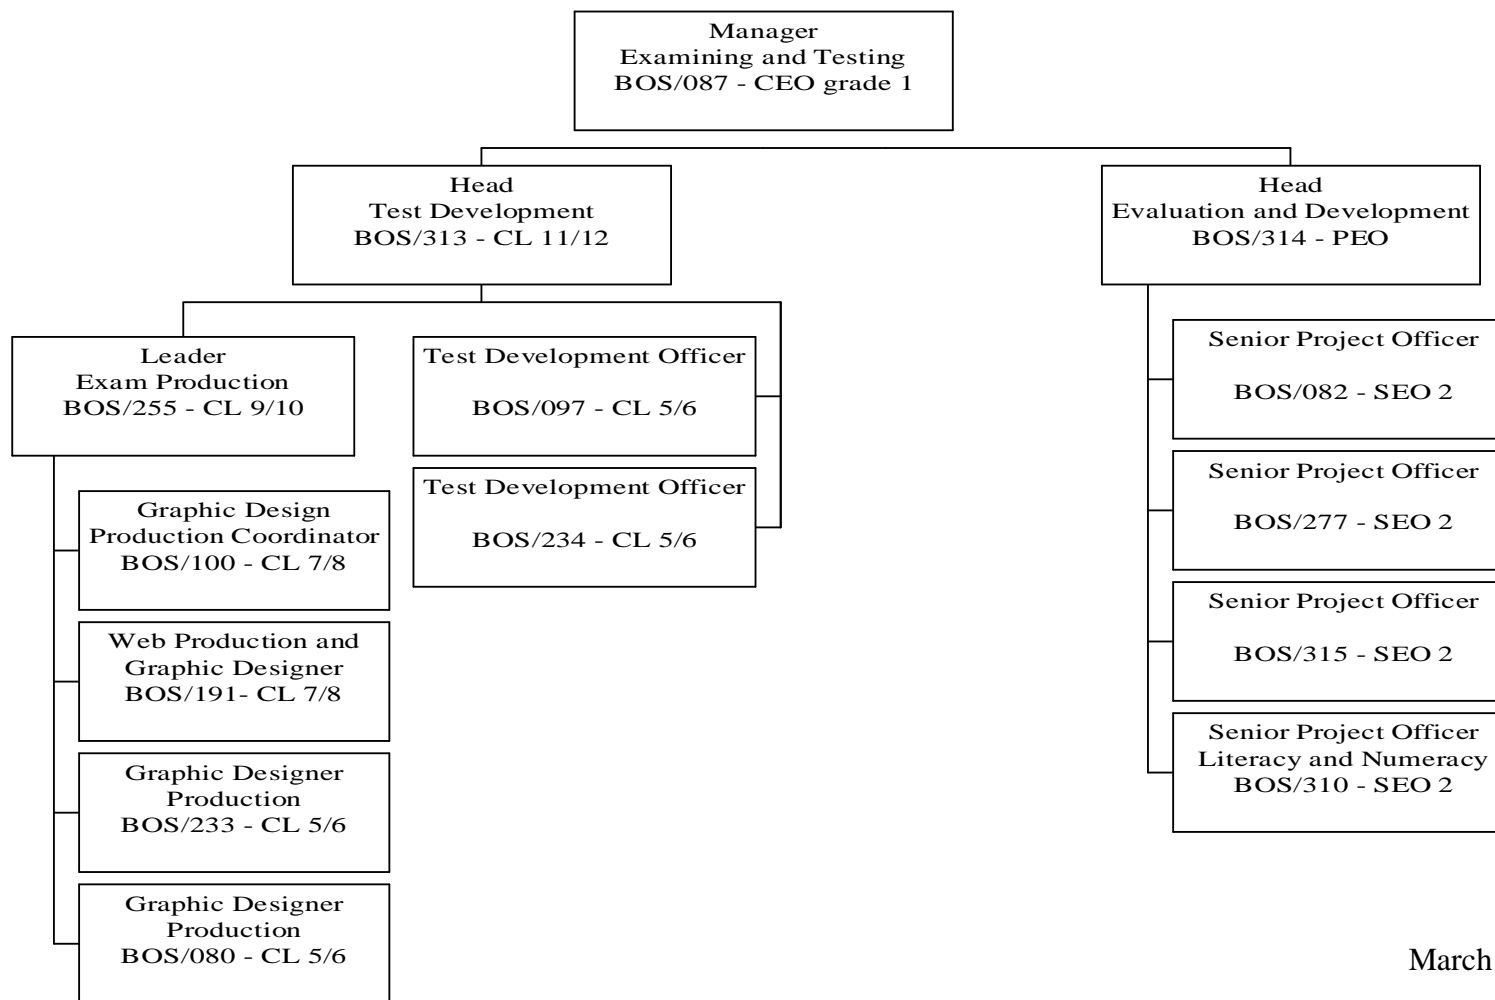 Manager
Examining and Testing
BOS/087 - CEO grade 1
Head
Test Development
BOS/313 - CL 11/12
Head
Evaluation and Development
BOS/314 - PEO
Leader
Exam Production
BOS/255 - CL 9/10
Test Development Officer
BOS/097 - CL 5/6
Test Development Officer
BOS/234 - CL 5/6
Graphic Design
Production Coordinator
BOS/100 - CL 7/8
Web Production and
Graphic Designer
BOS/191- CL 7/8
Graphic Designer
Production
BOS/233 - CL 5/6
Graphic Designer
Production
BOS/080 - CL 5/6
Senior Project Officer
BOS/082 - SEO 2
Senior Project Officer
BOS/277 - SEO 2
Senior Project Officer
BOS/315 - SEO 2
Senior Project Officer
Literacy and Numeracy
BOS/310 - SEO 2
March